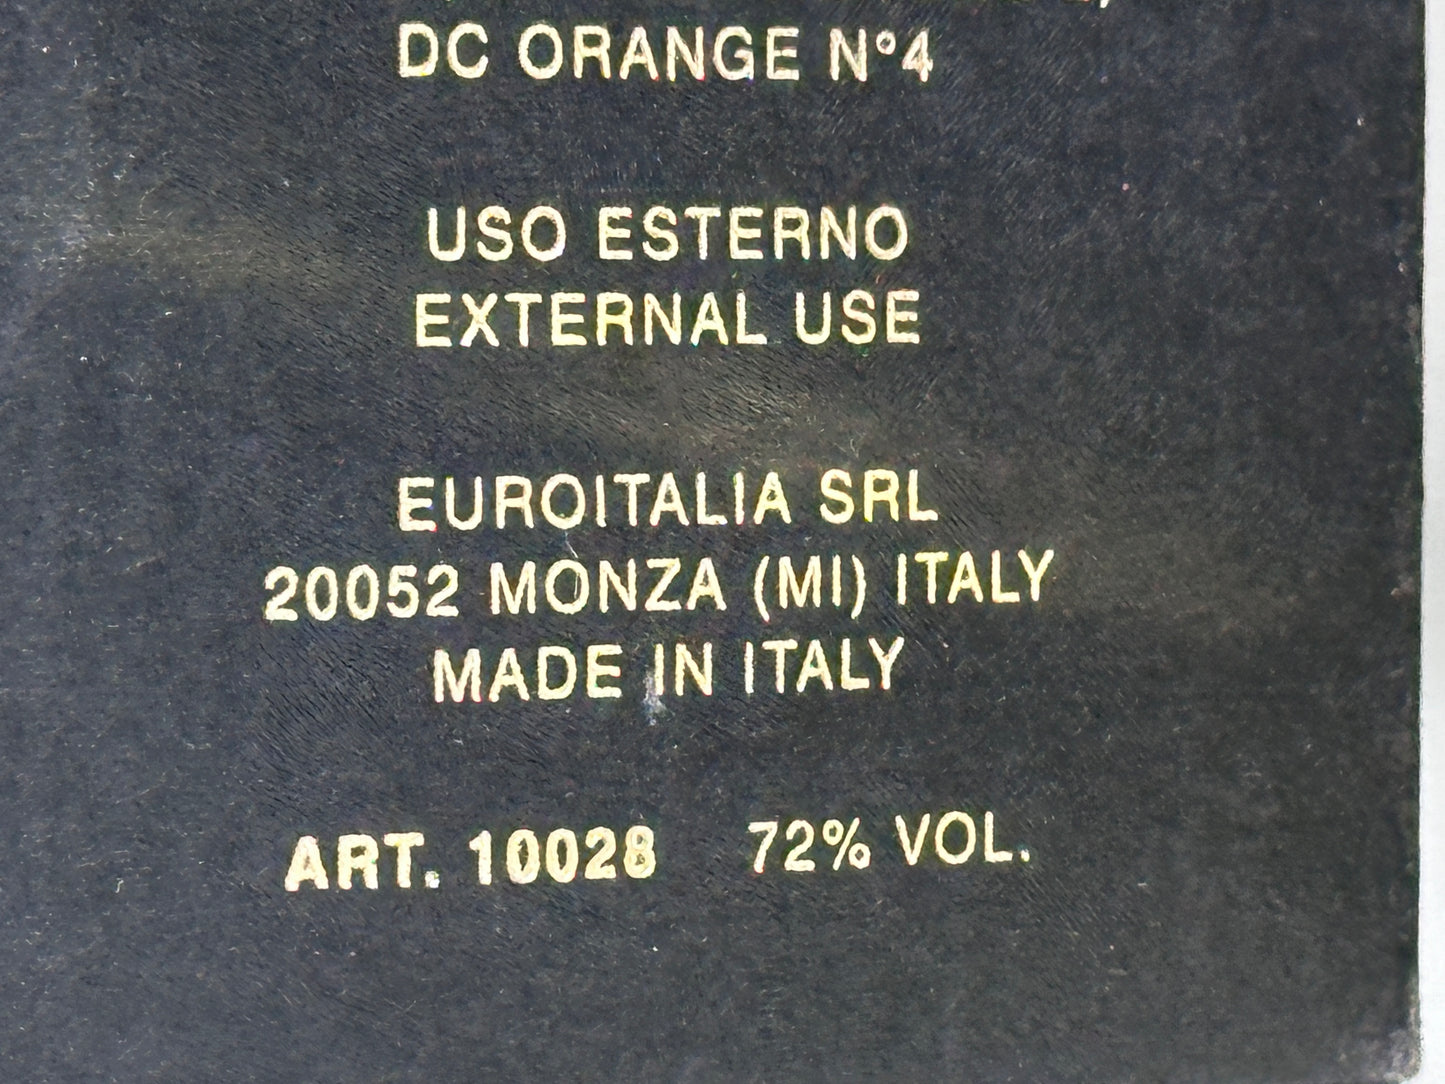 DC ORANGE N°4
USO ESTERNO
EXTERNAL USE
EUROITALIA SRL
20052 MONZA (MI) ITALY
MADE IN ITALY
ART. 10028 72% VOL.